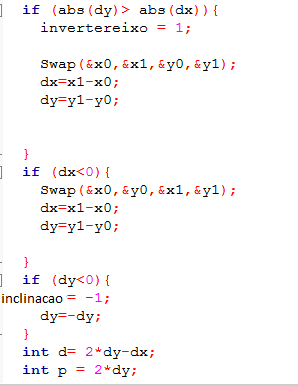 if (abs(dy)> abs(dx)){
invertereixo = 1;
Swap(&x0,&x1,&y0,&y1);
dx=x1-x0;
dy=y1-y0;
}
if (dx<0){
Swap(&x0,&y0,&x1,&y1);
dx=x1-x0;
dy=y1-y0;
}
if (dy<0){
inclinacao = -1;
dy=-dy;
}
int d= 2*dy-dx;
int p = 2*dy;